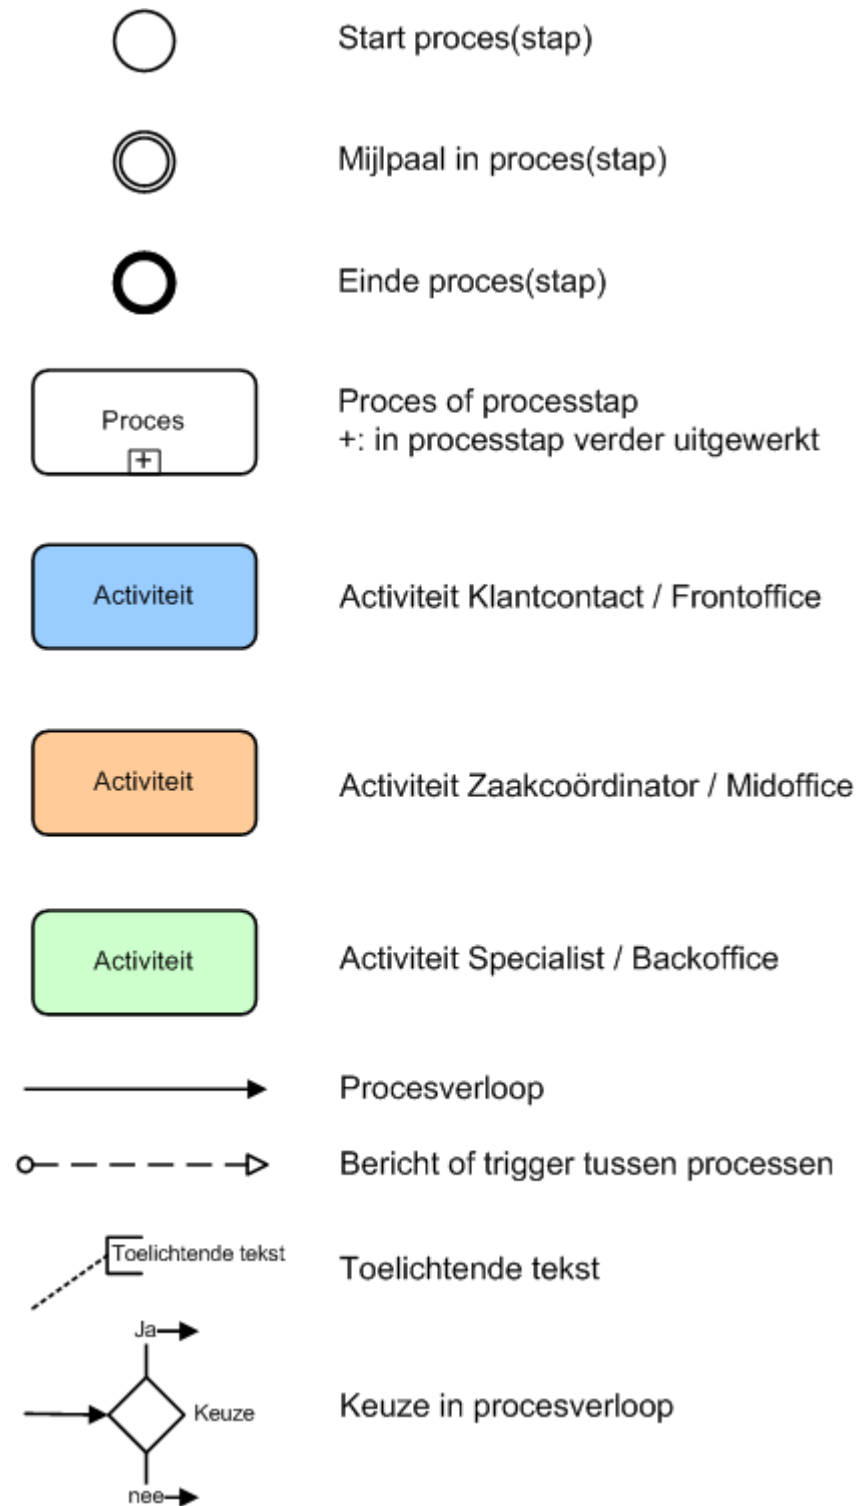 Start proces(stap)
Mijlpaal in proces(stap)
Einde proces(stap)
Proces
+
Proces of processtap
+: in processtap verder uitgewerkt
Activiteit
Activiteit Klantcontact / Frontoffice
Activiteit
Activiteit Zaakcoördinator / Midoffice
Activiteit
Activiteit Specialist / Backoffice
Procesverloop
Bericht of trigger tussen processen
Toelichtende tekst
Toelichtende tekst
Ja
Keuze
Keuze in procesverloop
nee